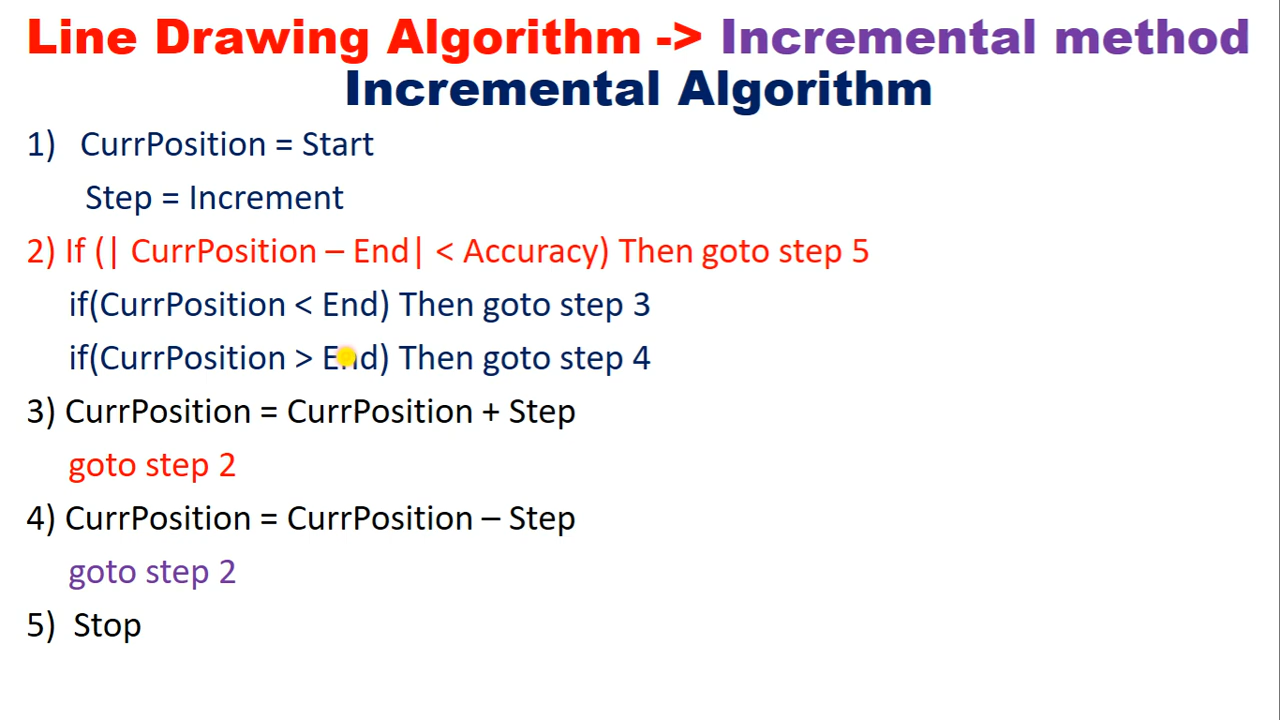 Line Drawing Algorithm -> Incremental method
Incremental Algorithm
1) CurrPosition = Start
Step = Increment
2) If (| CurrPosition – End| < Accuracy) Then goto step 5
if(CurrPosition < End) Then goto step 3
if(CurrPosition > End) Then goto step 4
3) CurrPosition = CurrPosition + Step
goto step 2
4) CurrPosition = CurrPosition – Step
goto step 2
5) Stop